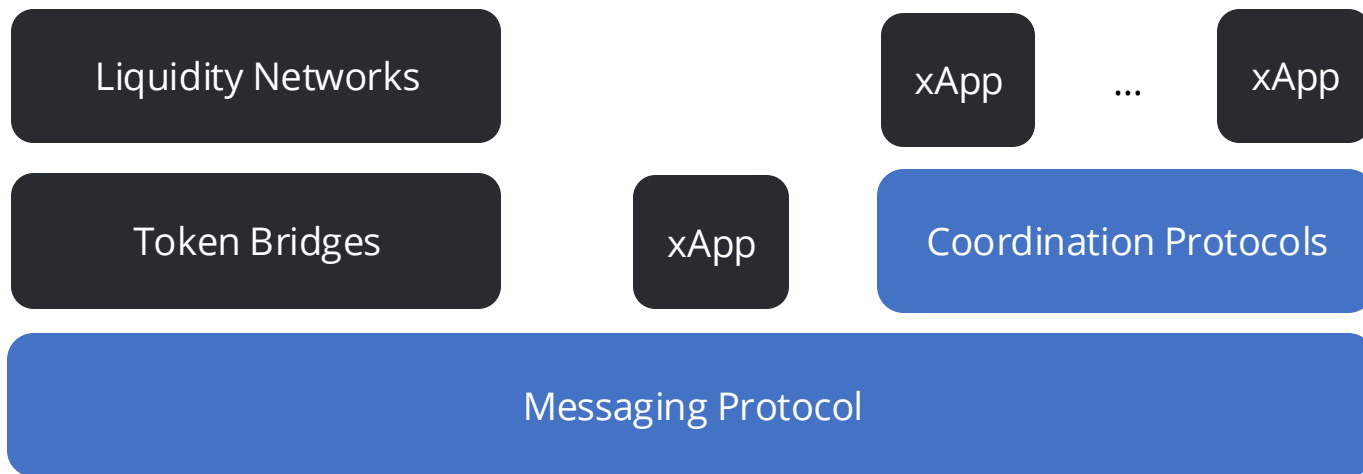 Liquidity Networks
xApp
...
xApp
Token Bridges
xApp
Coordination Protocols
Messaging Protocol